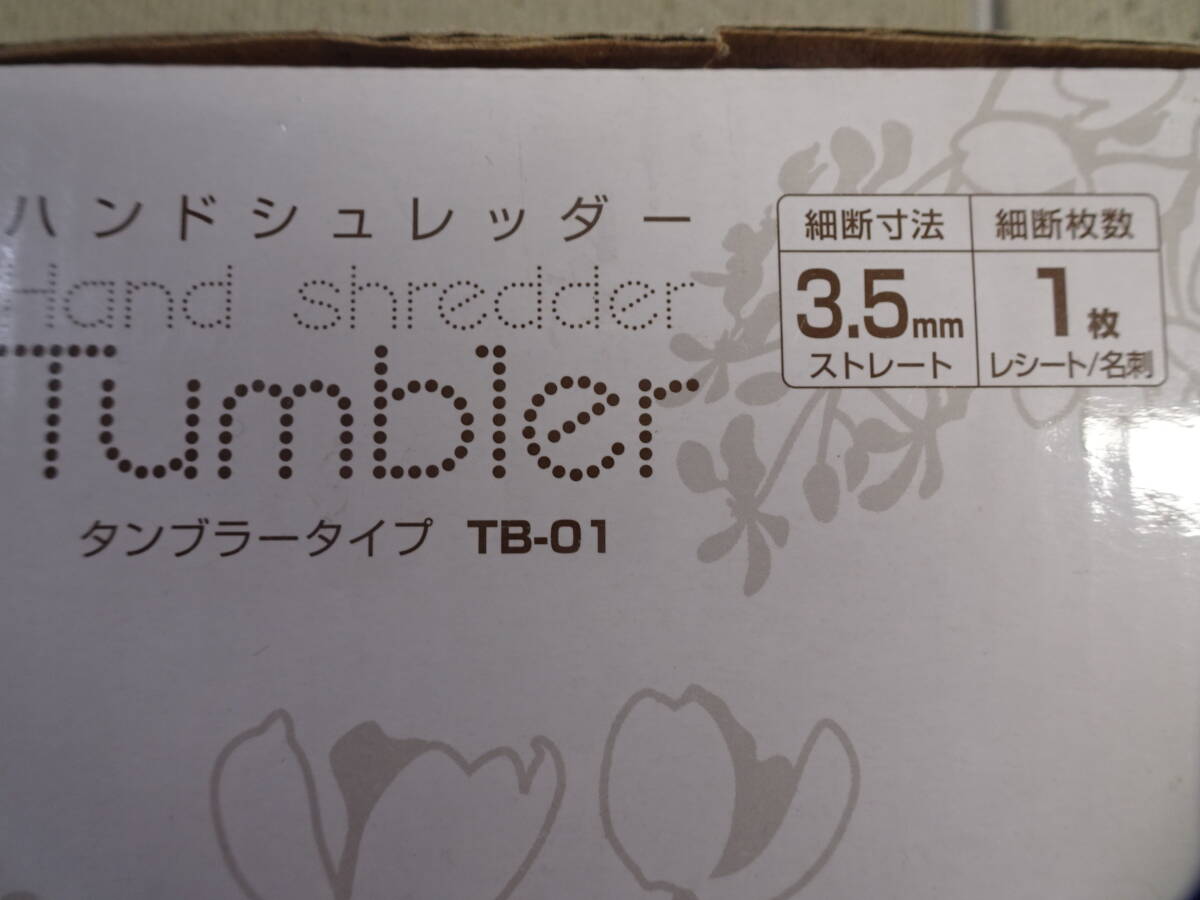 ハンドシュレッダー
Hand shredder
Tumbler
タンブラータイプ TB-01
細断寸法
3.5mm
ストレート
細断枚数
1枚
レシート/名刺